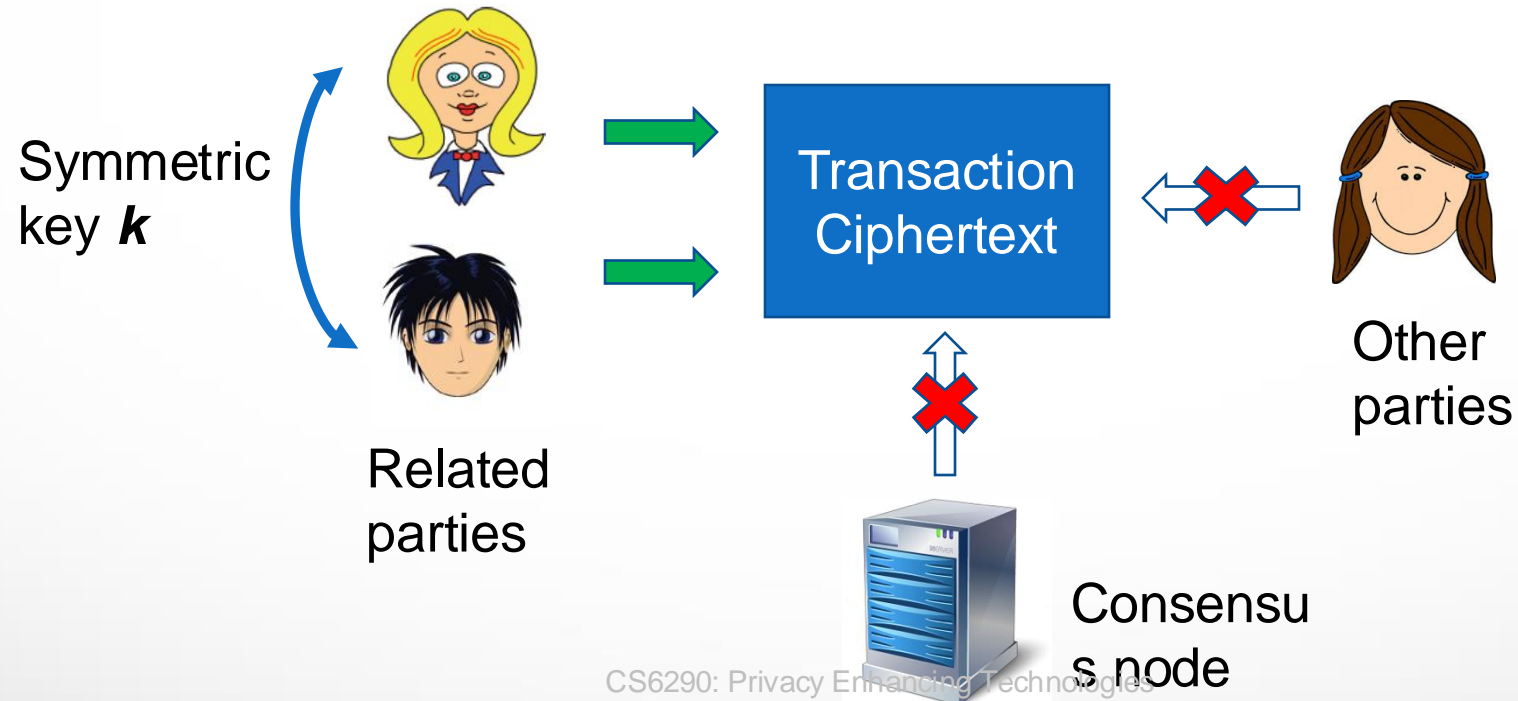 Symmetric
key k
Transaction
Ciphertext
Related
parties
Other
parties
Consensu
s node
CS6290: Privacy Enhancing Technologies